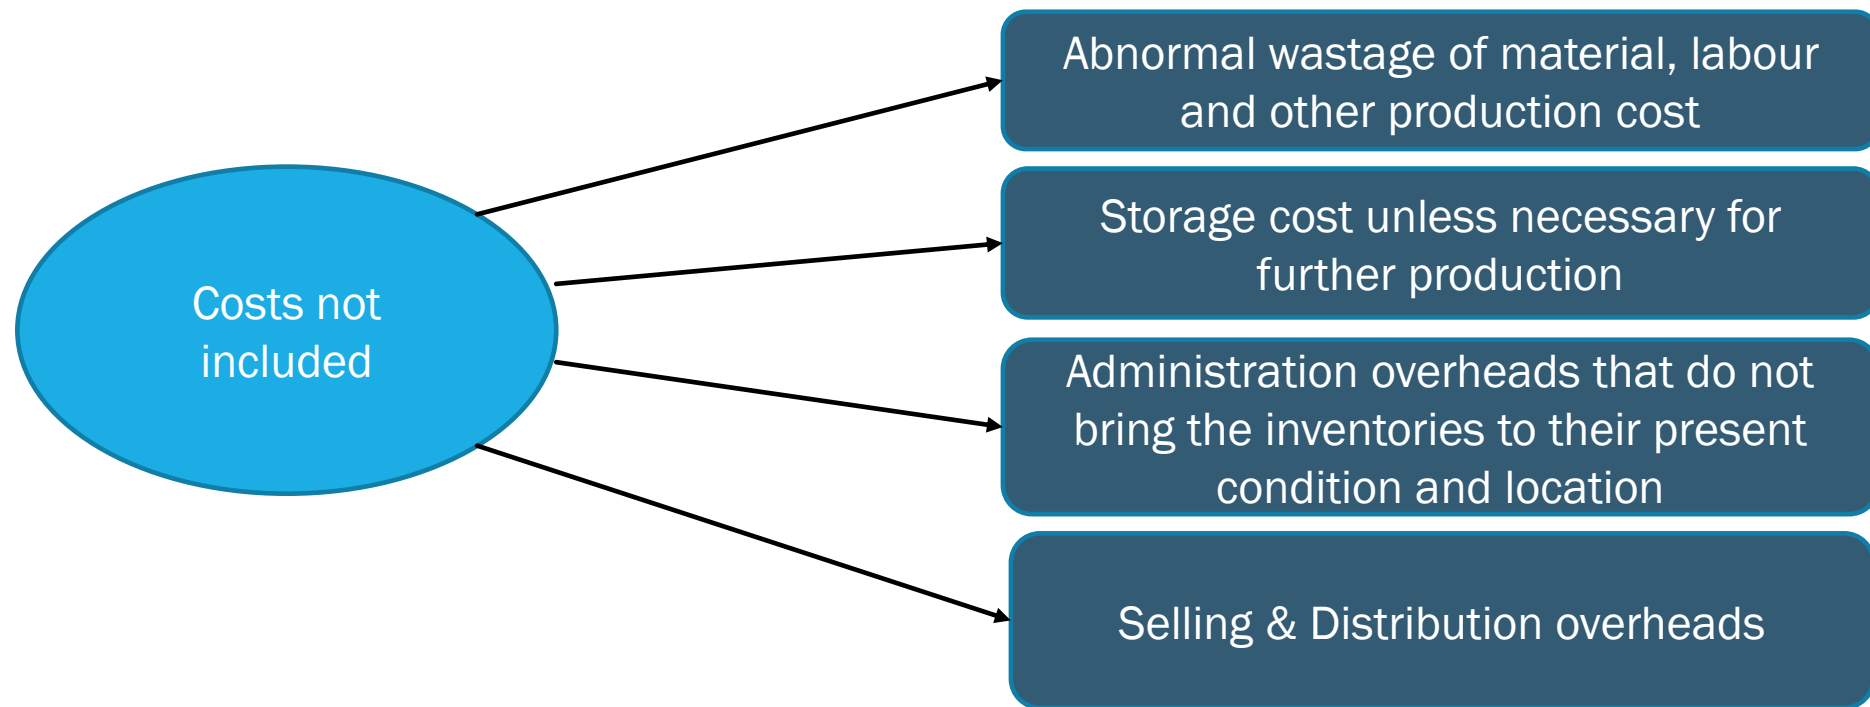 Costs not
included
Abnormal wastage of material, labour
and other production cost
Storage cost unless necessary for
further production
Administration overheads that do not
bring the inventories to their present
condition and location
Selling & Distribution overheads